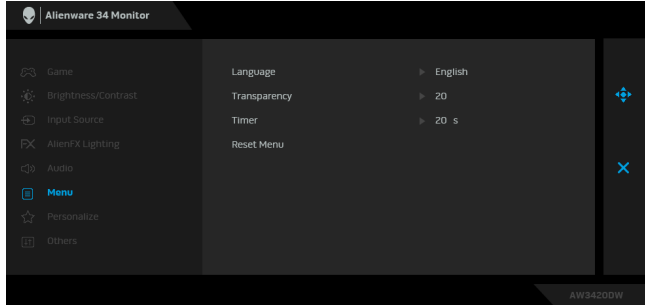 Alienware 34 Monitor
Game
Brightness/Contrast
Input Source
AlienFX Lighting
Audio
Menu
Personalize
Others
Language English
Transparency 20
Timer 20 s
Reset Menu
AW3420DW